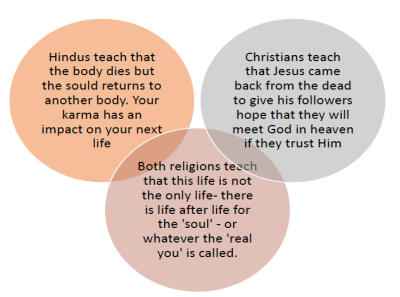 Hindus teach that
the body dies but
the sould returns to
another body. Your
karma has an
impact on your next
life
Christians teach
that Jesus came
back from the dead
to give his followers
hope that they will
meet God in heaven
if they trust Him
Both religions teach
that this life is not
the only life- there
is life after life for
the 'soul' - or
whatever the 'real
you' is called.